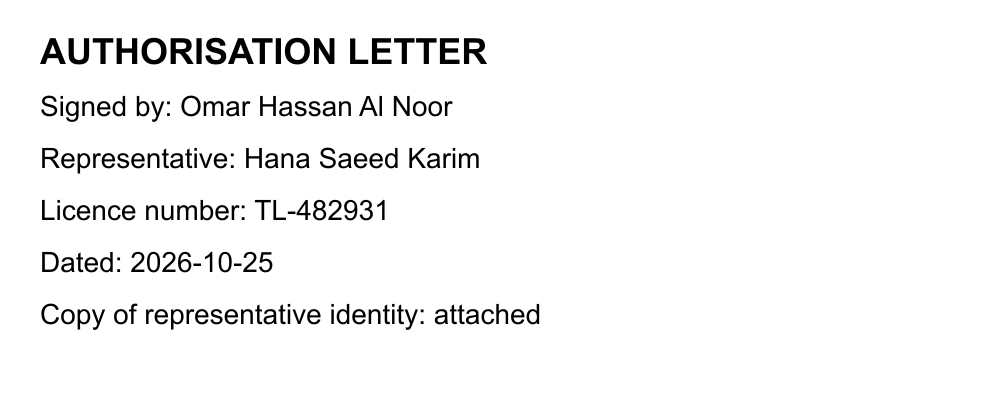 AUTHORISATION LETTER
Signed by: Omar Hassan Al Noor
Representative: Hana Saeed Karim
Licence number: TL-482931
Dated: 2026-10-25
Copy of representative identity: attached